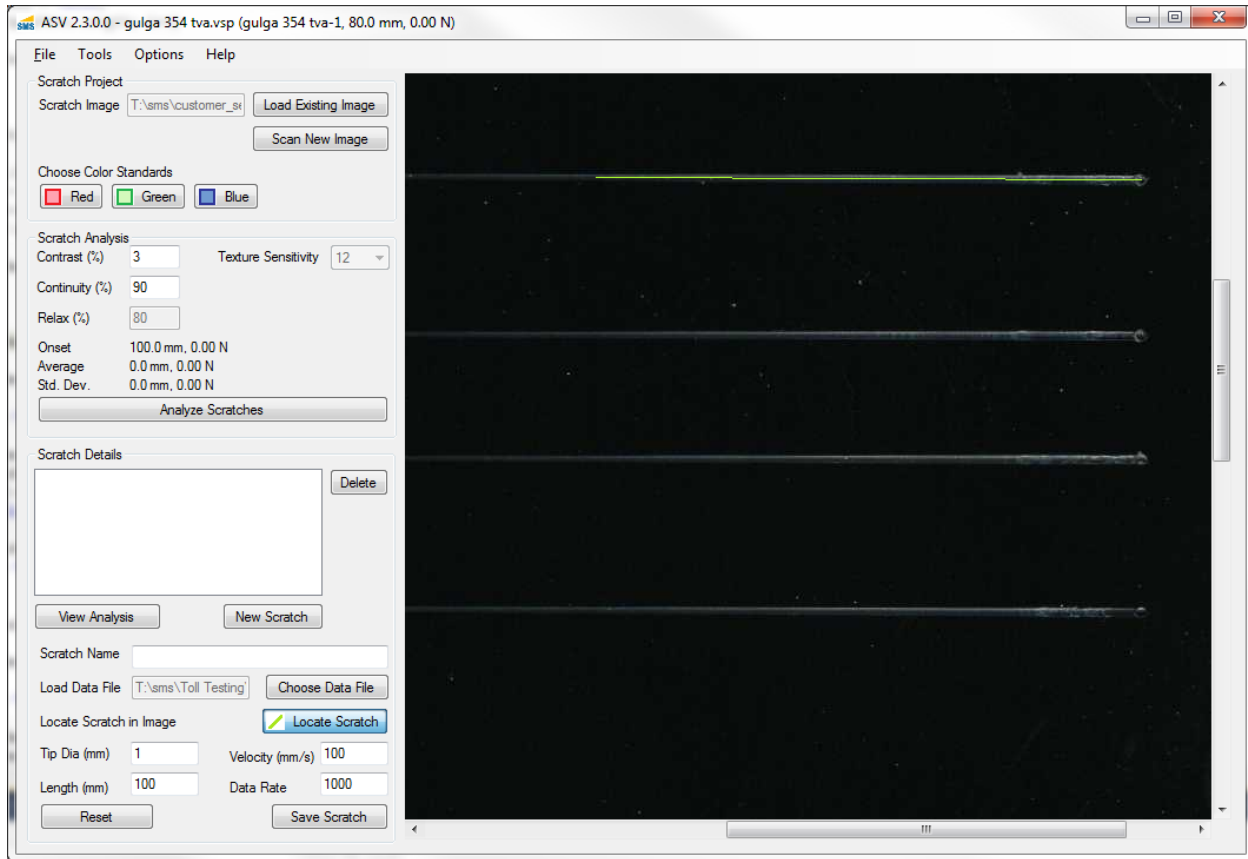 SMS ASV 2.3.0.0 - gulga 354 tva.vsp (gulga 354 tva-1, 80.0 mm, 0.00 N)
File Tools Options Help
Scratch Project
Scratch Image T:\sms\customer_se Load Existing Image
Scan New Image
Choose Color Standards
Red Green Blue
Scratch Analysis
Contrast (%) 3 Texture Sensitivity 12
Continuity (%) 90
Relax (%) 80
Onset 100.0 mm, 0.00 N
Average 0.0 mm, 0.00 N
Std. Dev. 0.0 mm, 0.00 N
Analyze Scratches
Scratch Details
Delete
View Analysis New Scratch
Scratch Name
Load Data File T:\sms\Toll Testing\ Choose Data File
Locate Scratch in Image Locate Scratch
Tip Dia (mm) 1 Velocity (mm/s) 100
Length (mm) 100 Data Rate 1000
Reset Save Scratch